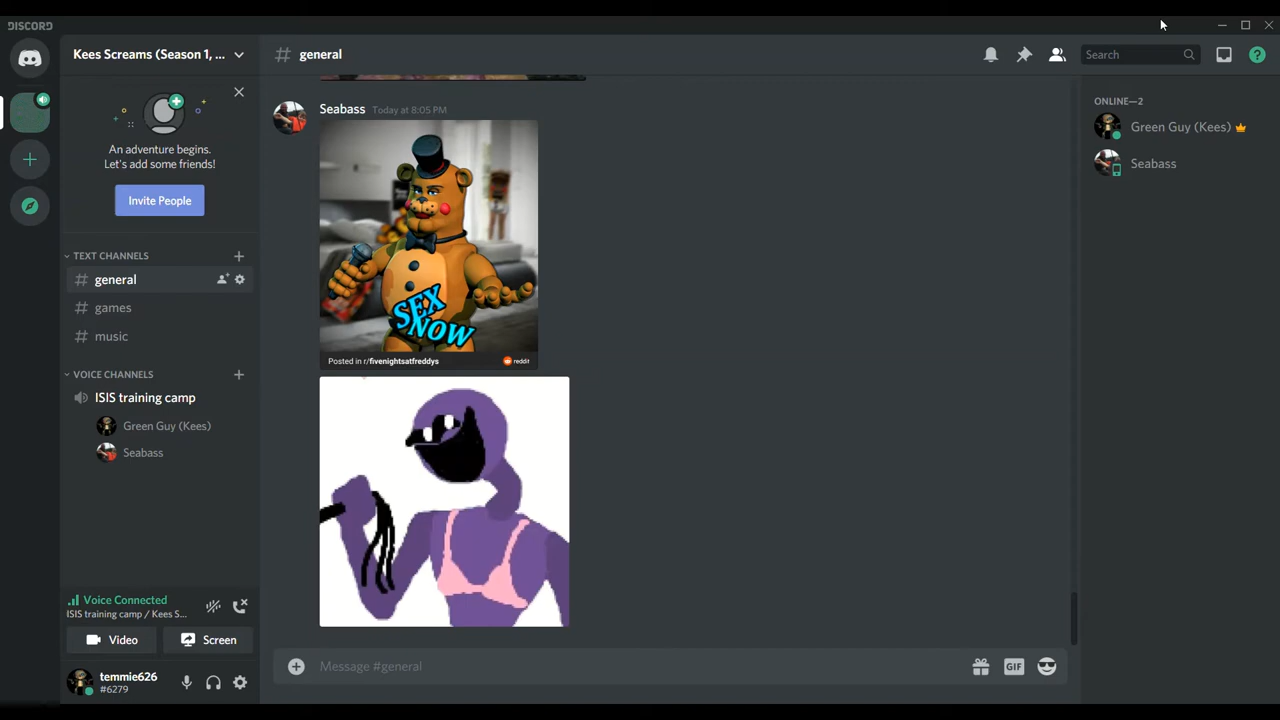 DISCORD
Kees Screams (Season 1, ...
# general
Search
An adventure begins.
Let's add some friends!
Invite People
TEXT CHANNELS
# general
# games
# music
VOICE CHANNELS
ISIS training camp
Green Guy (Kees)
Seabass
Voice Connected
ISIS training camp / Kees S...
Video
Screen
temmie626
#6279
Seabass Today at 8:05 PM
SEX
NOW
Posted in r/fivenightsatfreddys
reddit
Message #general
GIF
ONLINE—2
Green Guy (Kees)
Seabass